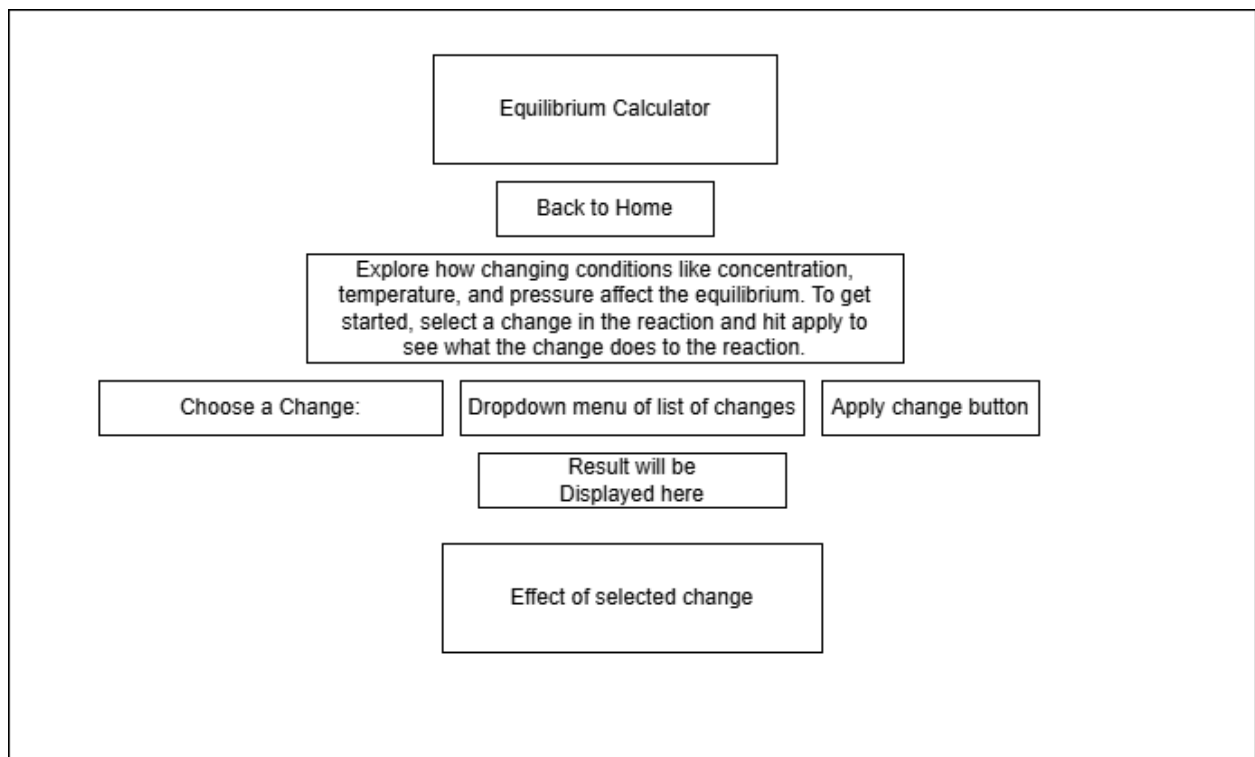 Equilibrium Calculator
Back to Home
Explore how changing conditions like concentration,
temperature, and pressure affect the equilibrium. To get
started, select a change in the reaction and hit apply to
see what the change does to the reaction.
Choose a Change:
Dropdown menu of list of changes
Apply change button
Result will be
Displayed here
Effect of selected change